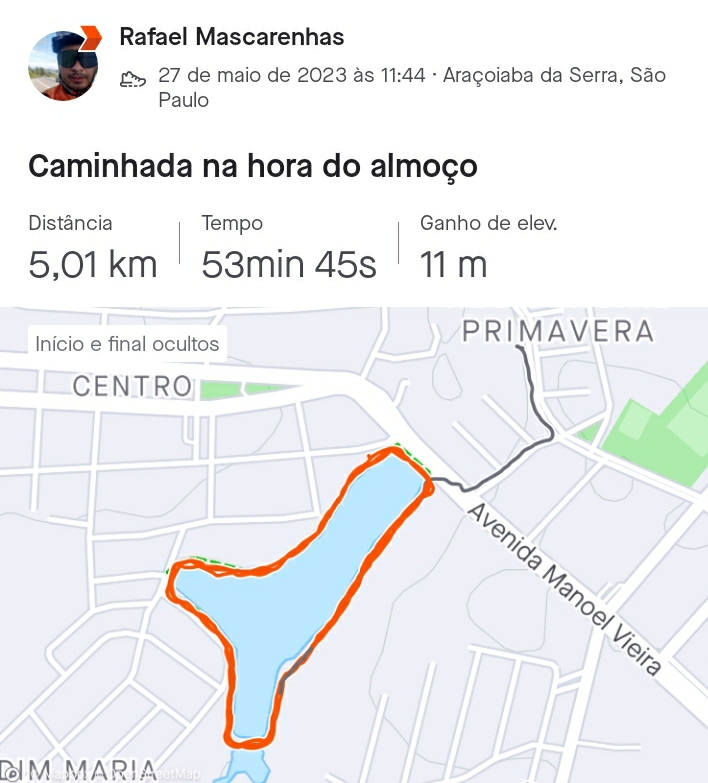 Rafael Mascarenhas
27 de maio de 2023 às 11:44 · Araçoiaba da Serra, São
Paulo
Caminhada na hora do almoço
Distância
Tempo
Ganho de elev.
5,01 km
53min 45s
11 m
Início e final ocultos
PRIMAVERA
CENTRO
Avenida Manoel Vieira
DIM MARIA